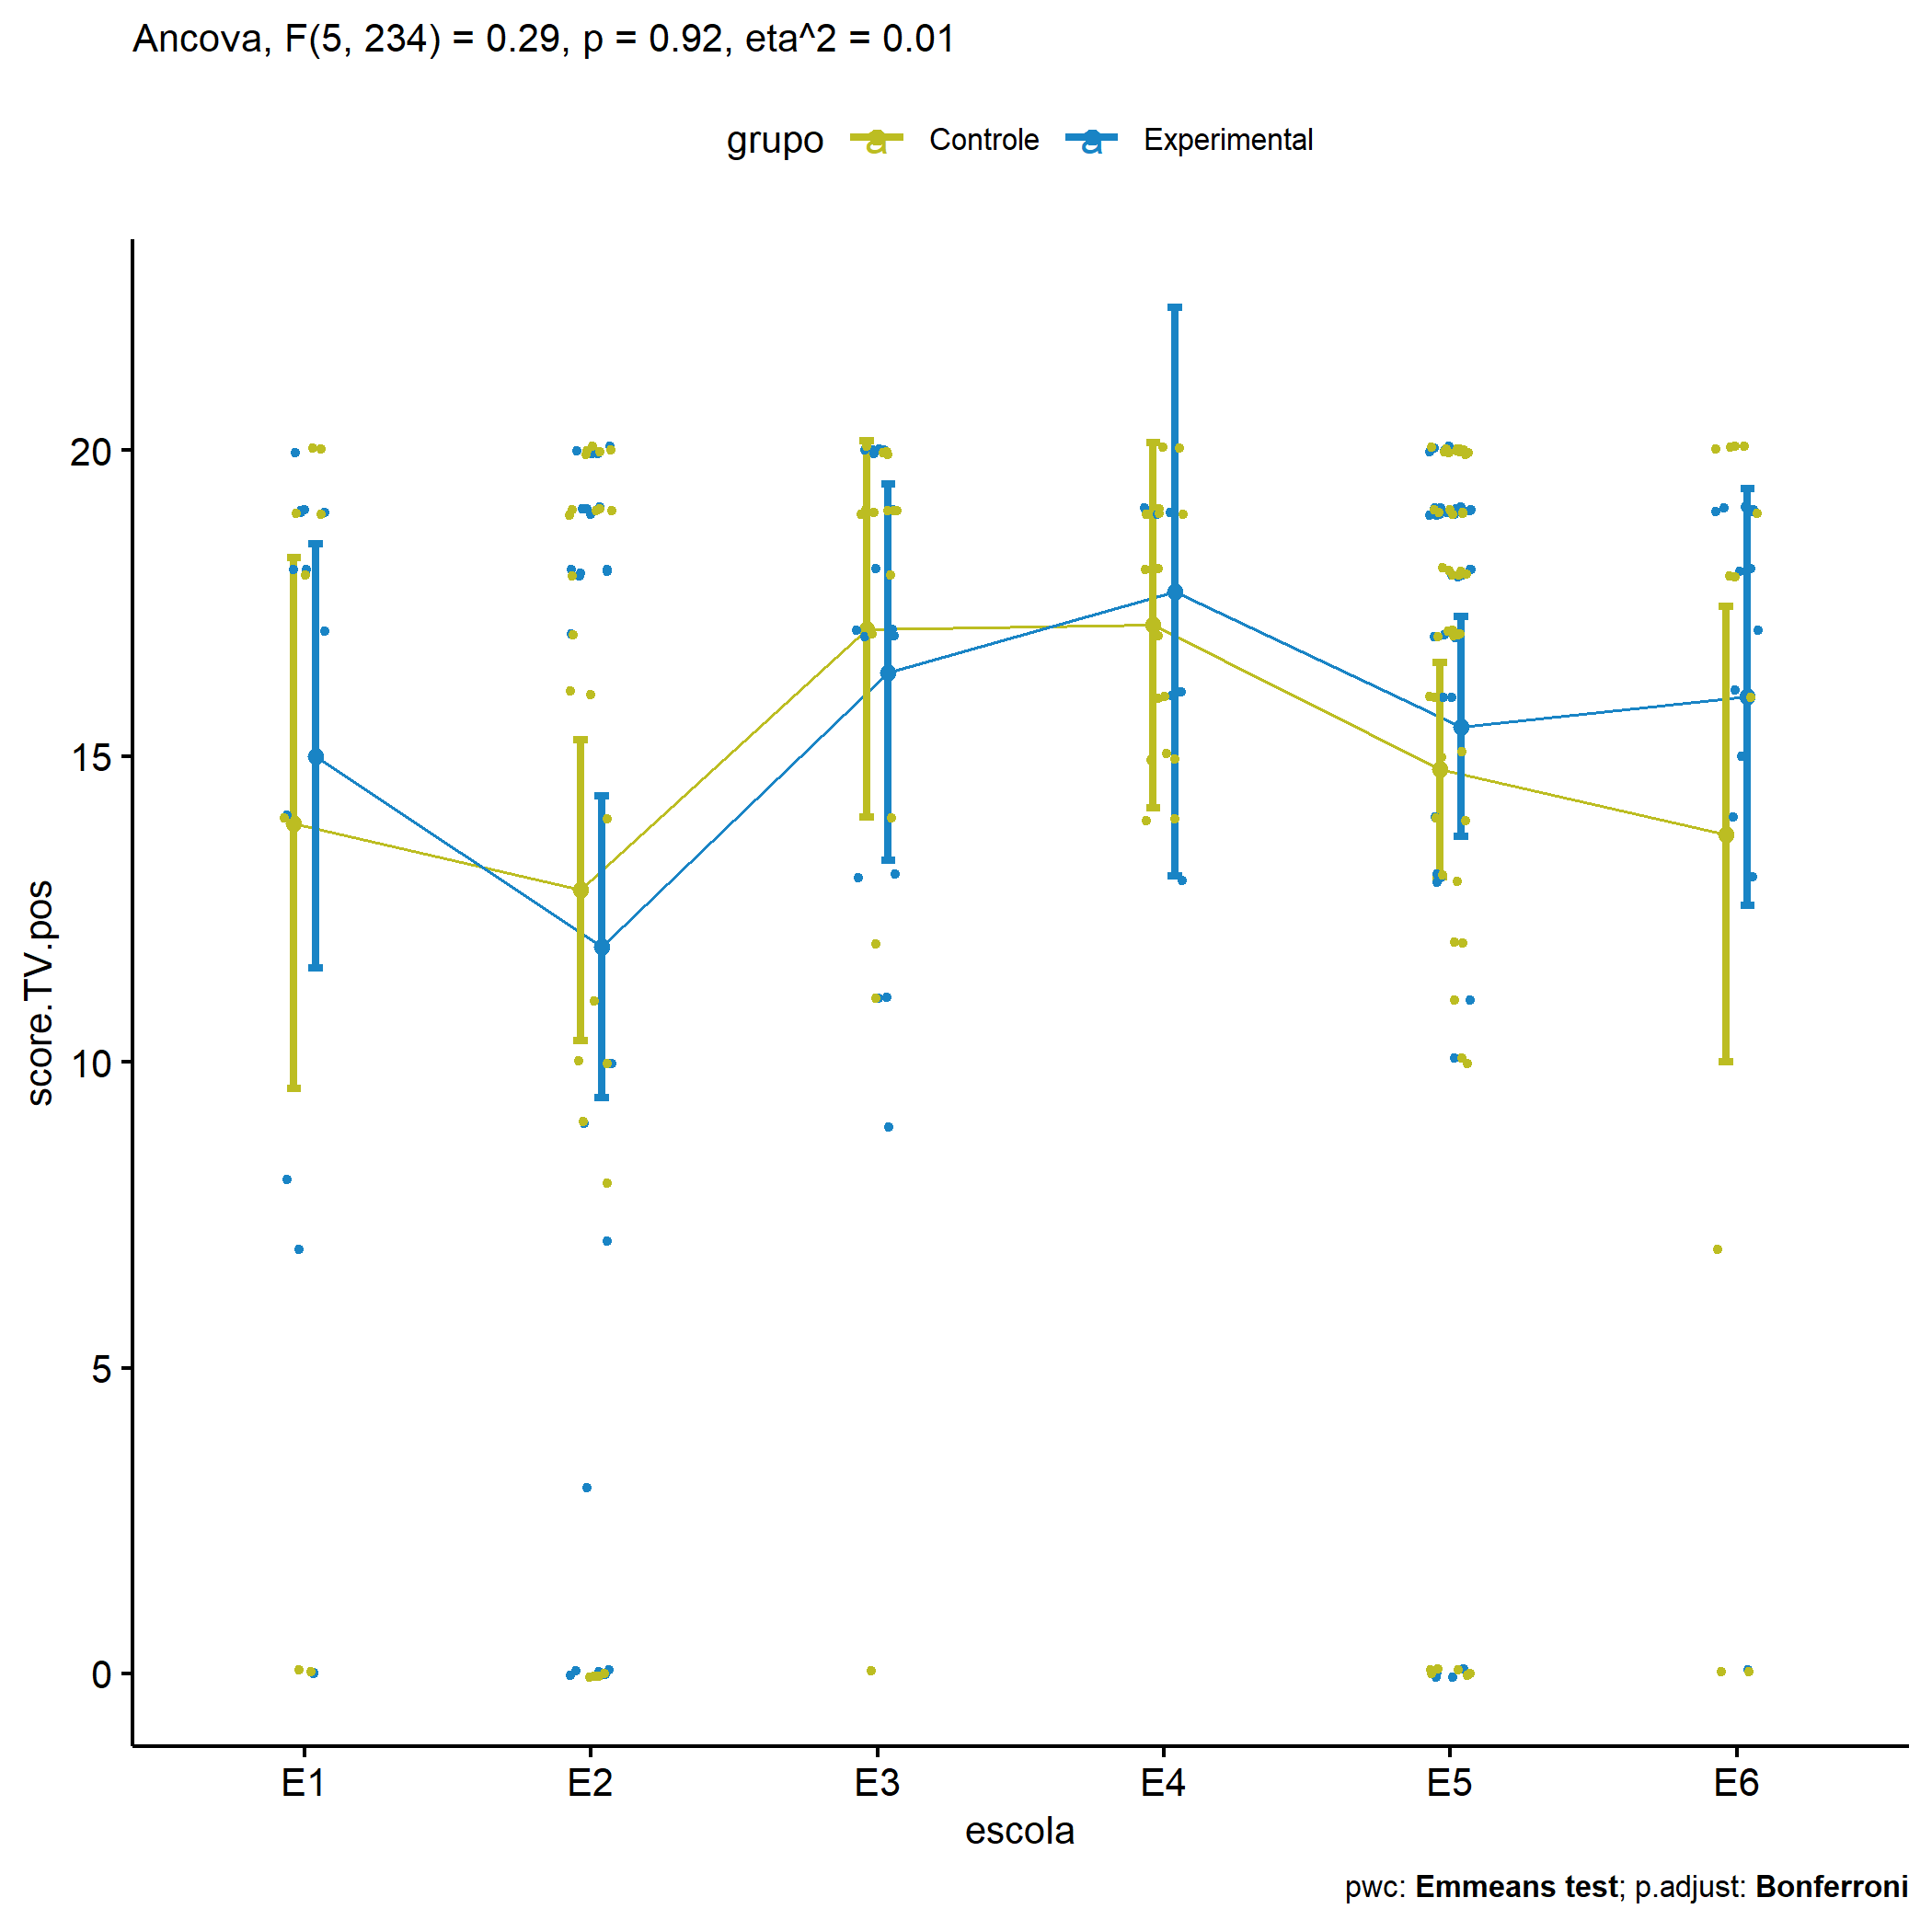 Ancova, F(5, 234) = 0.29, p = 0.92, eta^2 = 0.01
grupo a Controle a Experimental
score.TV.pos
20
15
10
5
0
E1 E2 E3 E4 E5 E6
escola
pwc: Emmeans test; p.adjust: Bonferroni